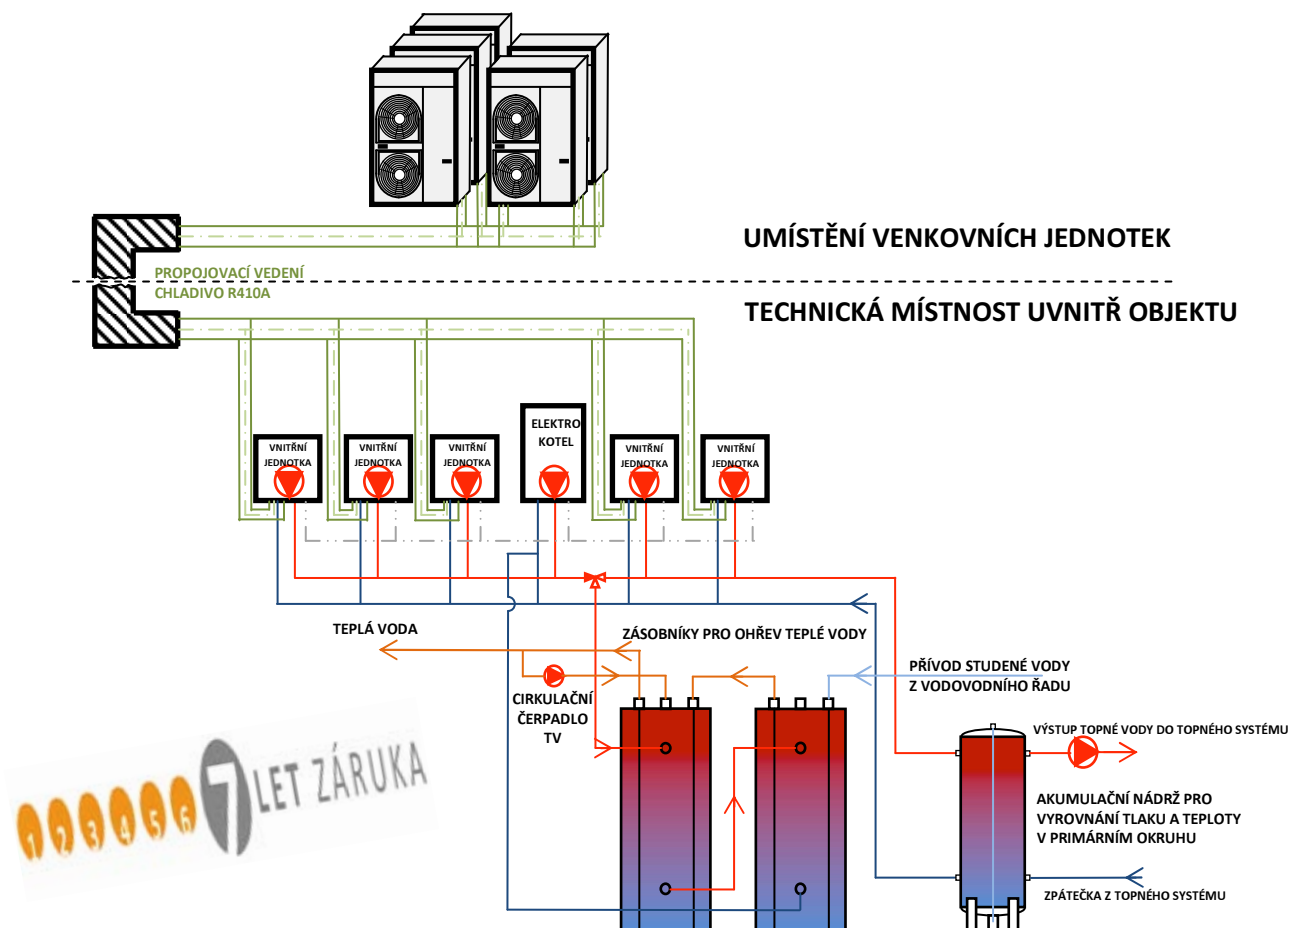 UMÍSTĚNÍ VENKOVNÍCH JEDNOTEK
PROPOJOVACÍ VEDENÍ
CHLADIVO R410A
TECHNICKÁ MÍSTNOST UVNITŘ OBJEKTU
VNITŘNÍ
JEDNOTKA
VNITŘNÍ
JEDNOTKA
VNITŘNÍ
JEDNOTKA
ELEKTRO
KOTEL
VNITŘNÍ
JEDNOTKA
VNITŘNÍ
JEDNOTKA
TEPLÁ VODA
ZÁSOBNÍKY PRO OHŘEV TEPLÉ VODY
PŘÍVOD STUDENÉ VODY
Z VODOVODNÍHO ŘADU
CIRKULAČNÍ
ČERPADLO
TV
VÝSTUP TOPNÉ VODY DO TOPNÉHO SYSTÉMU
AKUMULAČNÍ NÁDRŽ PRO
VYROVNÁNÍ TLAKU A TEPLOTY
V PRIMÁRNÍM OKRUHU
ZPÁTEČKA Z TOPNÉHO SYSTÉMU
1 2 3 4 5 6 7 LET ZÁRUKA